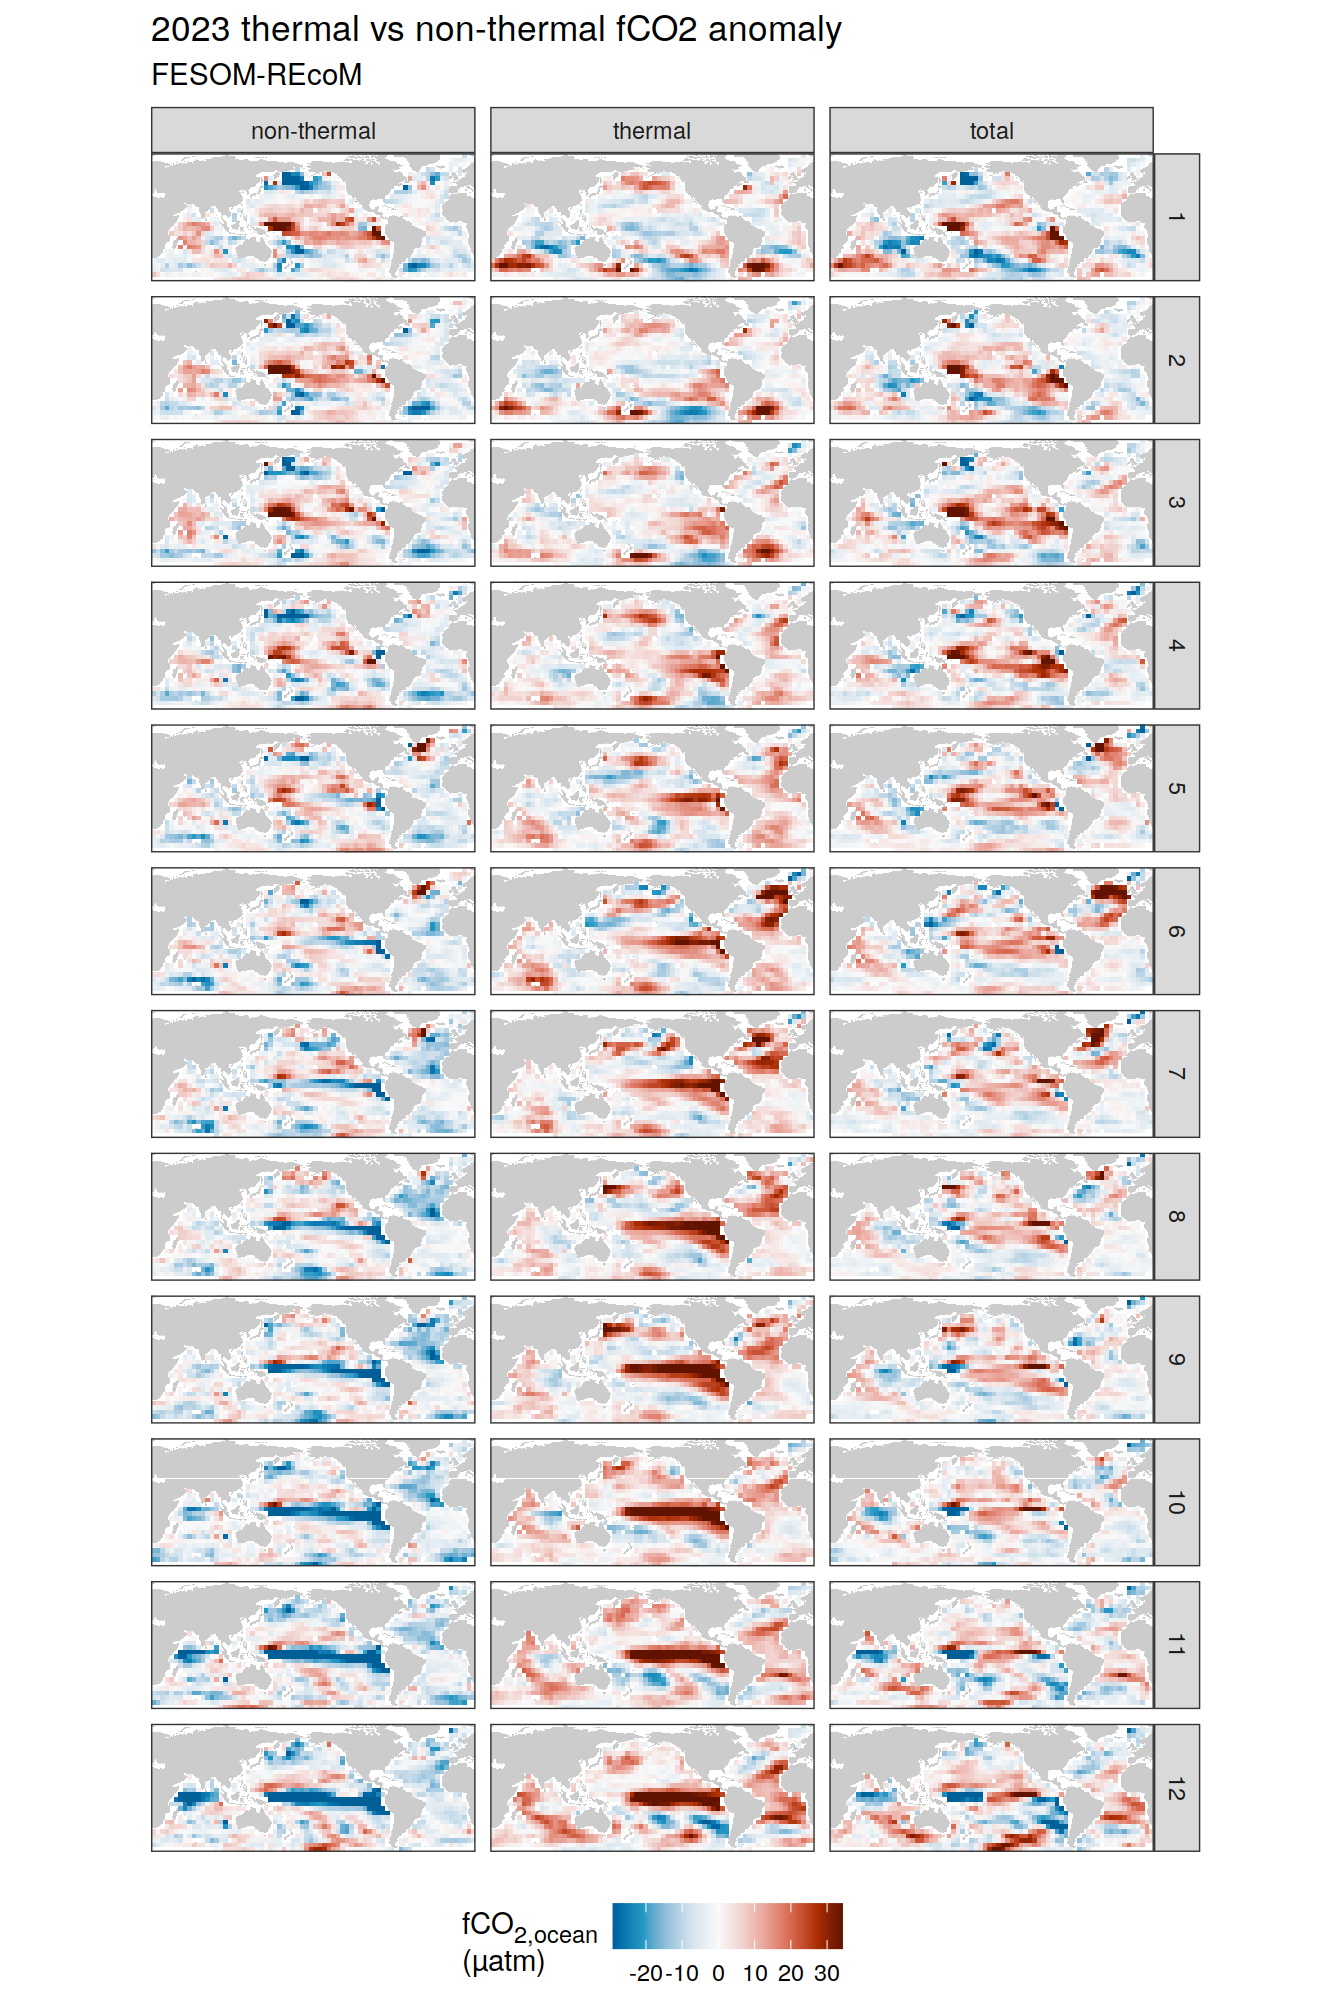 2023 thermal vs non-thermal fCO2 anomaly
FESOM-REcoM
non-thermal thermal total
1
2
3
4
5
6
7
8
9
10
11
12
fCO2,ocean
(µatm)
-20 -10 0 10 20 30